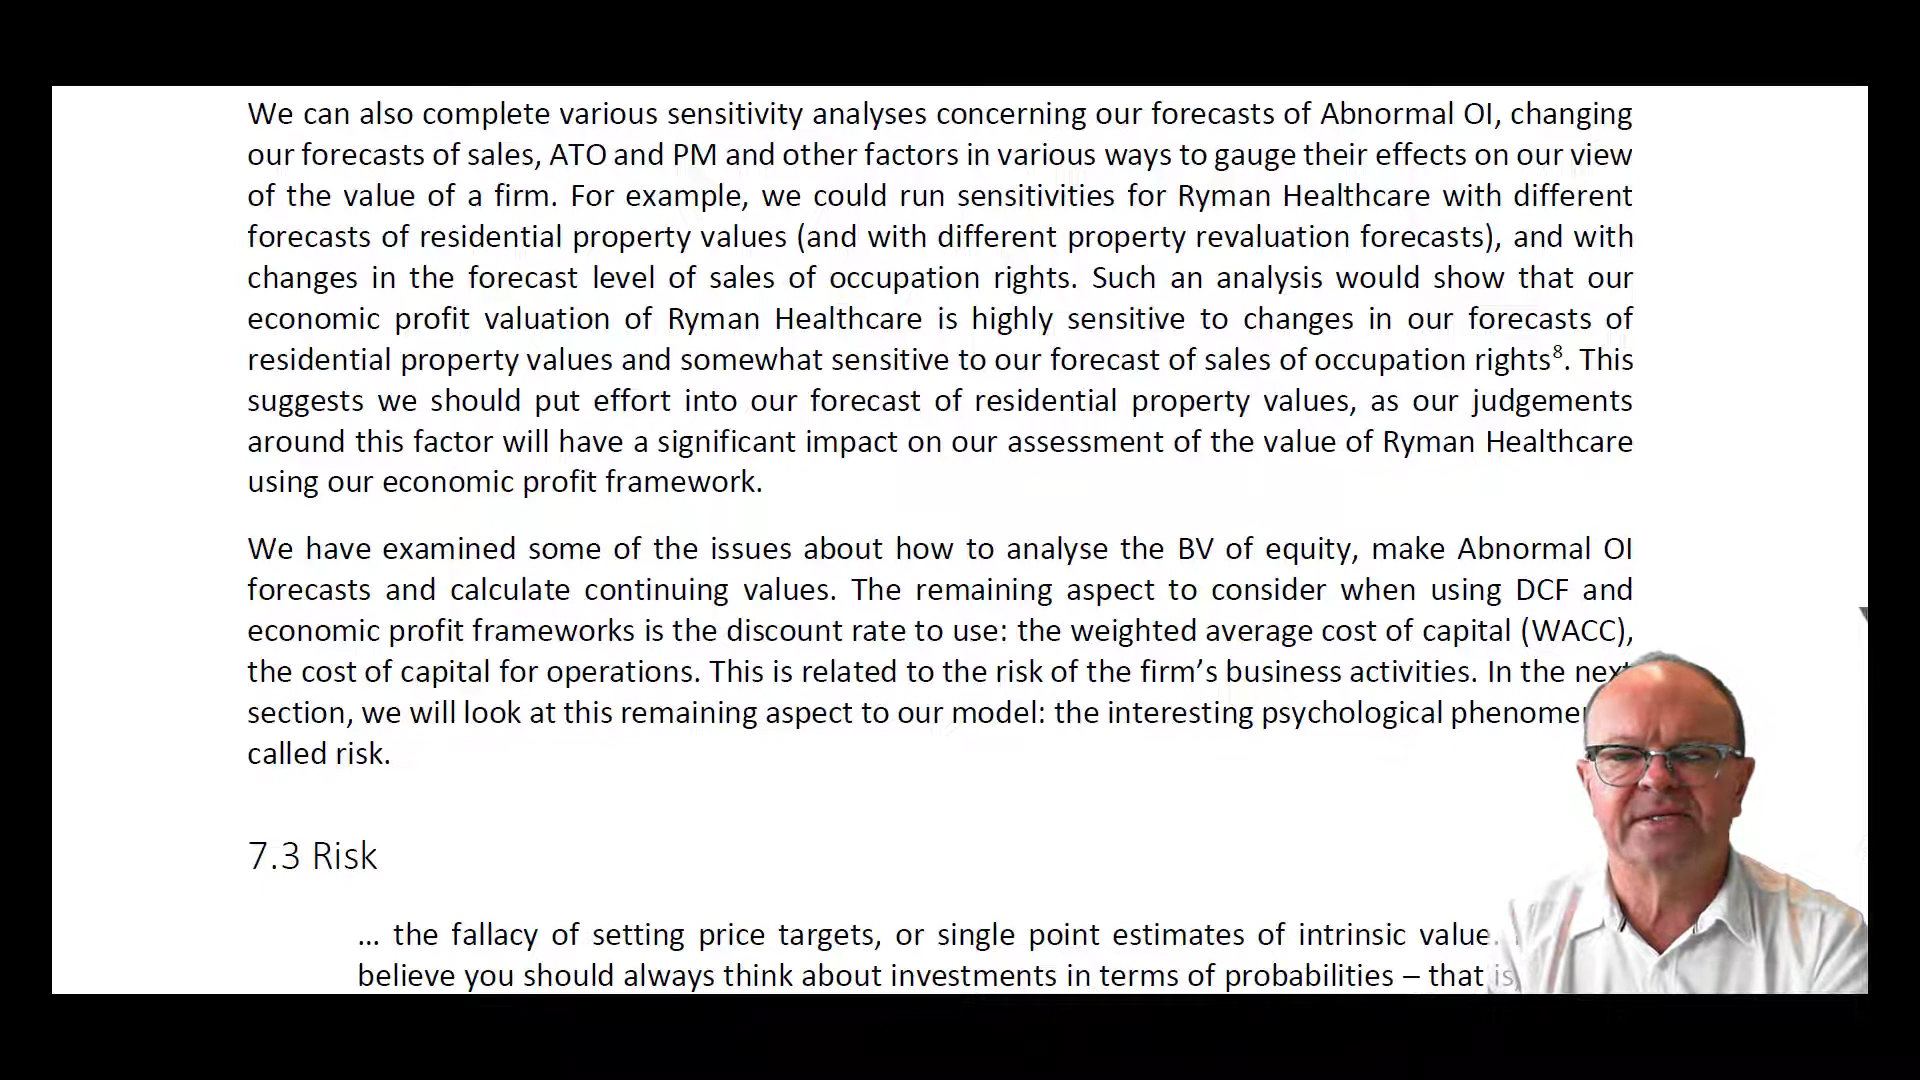 We can also complete various sensitivity analyses concerning our forecasts of Abnormal OI, changing
our forecasts of sales, ATO and PM and other factors in various ways to gauge their effects on our view
of the value of a firm. For example, we could run sensitivities for Ryman Healthcare with different
forecasts of residential property values (and with different property revaluation forecasts), and with
changes in the forecast level of sales of occupation rights. Such an analysis would show that our
economic profit valuation of Ryman Healthcare is highly sensitive to changes in our forecasts of
residential property values and somewhat sensitive to our forecast of sales of occupation rights⁸. This
suggests we should put effort into our forecast of residential property values, as our judgements
around this factor will have a significant impact on our assessment of the value of Ryman Healthcare
using our economic profit framework.
We have examined some of the issues about how to analyse the BV of equity, make Abnormal OI
forecasts and calculate continuing values. The remaining aspect to consider when using DCF and
economic profit frameworks is the discount rate to use: the weighted average cost of capital (WACC),
the cost of capital for operations. This is related to the risk of the firm’s business activities. In the next
section, we will look at this remaining aspect to our model: the interesting psychological
called risk.
7.3 Risk
... the fallacy of setting price targets, or single point estimates of intrinsic value.
believe you should always think about investments in terms of probabilities – that is,